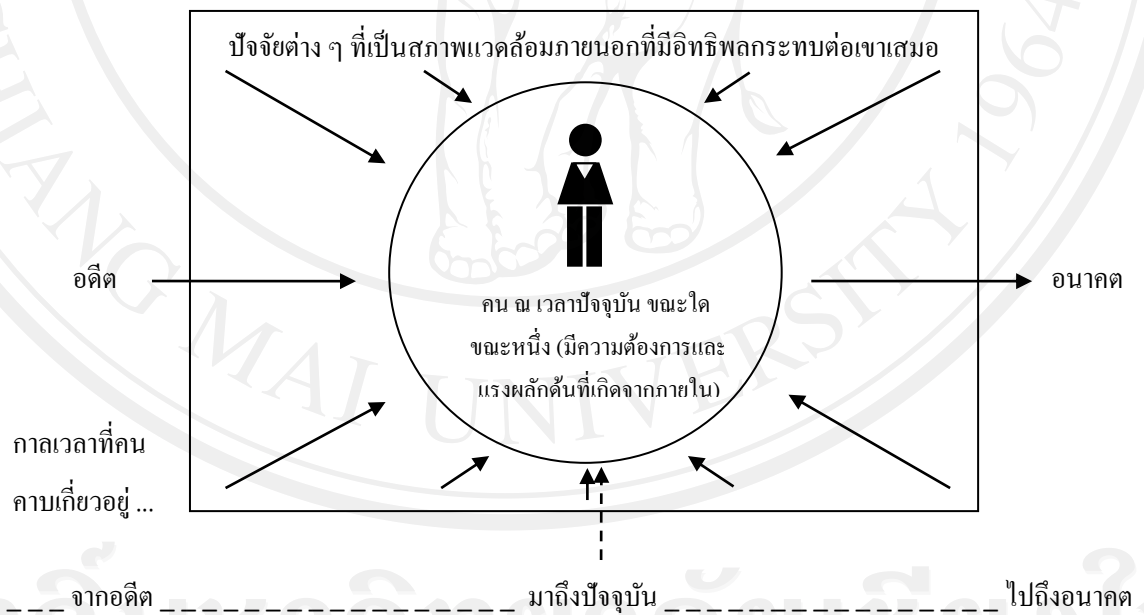 ปัจจัยต่าง ๆ ที่เป็นสภาพแวดล้อมภายนอกที่มีอิทธิพลกระทบต่อเขาเสมอ
อดีต
อนาคต
คน ณ เวลาปัจจุบัน ขณะใด
ขณะหนึ่ง (มีความต้องการและ
แรงผลักดันที่เกิดจากภายใน)
กาลเวลาที่คน
คาบเกี่ยวอยู่ ...
จากอดีต มาถึงปัจจุบัน ไปถึงอนาคต
CHIANG MAI UNIVERSITY 1964